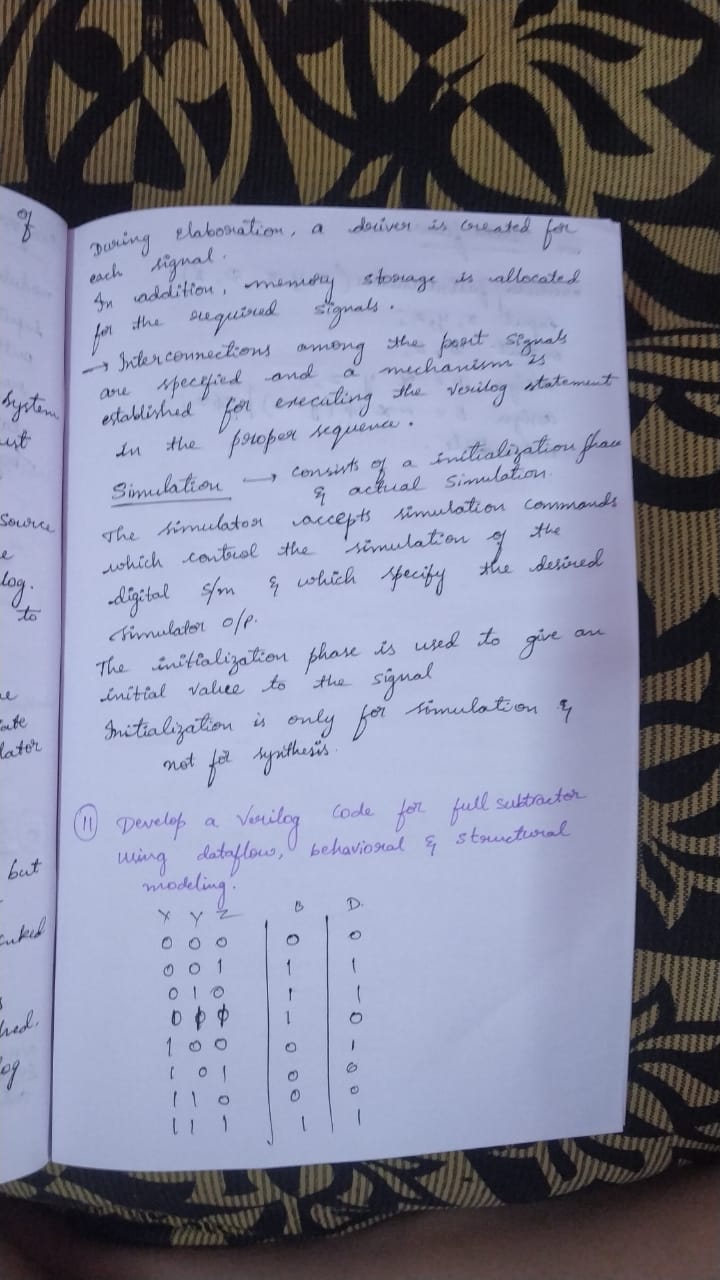 of
System
ust
Source
e
log.
to
ue
ate
lator
but
cuked
s
hed.
og
During elaboration, a driver is created for
each signal.
In addition, memory storage is allocated
for the required signals.
→ Interconnections among the port signals
are specified and a mechanism is
established for executing the Verilog statement
in the proper sequence.
Simulation → consists of a initialization phase
& actual Simulation.
The simulator accepts simulation commands
which control the simulation of the
digital s/m & which specify the desired
simulator o/p.
The initialization phase is used to give an
initial value to the signal
Initialization is only for simulation &
not for synthesis.
11 Develop a Verilog code for full subtractor
using dataflow, behavioral & structural
modeling.
X Y Z B D.
0 0 0 0 0
0 0 1 1 1
0 1 0 1 1
0 1 1 1 0
1 0 0 0 1
1 0 1 0 0
1 1 0 0 0
1 1 1 1 1